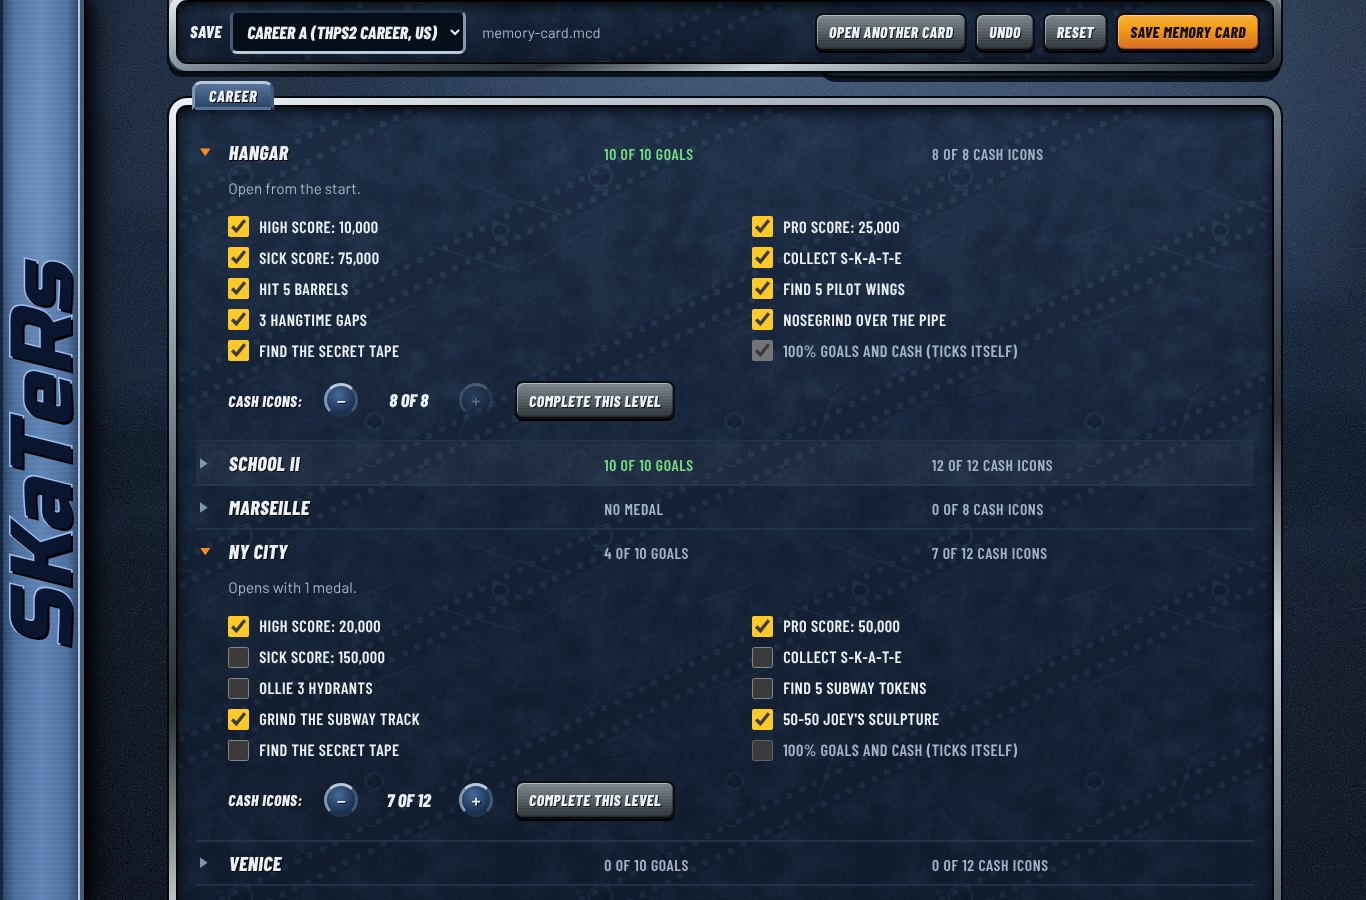 SAVE CAREER A (THPS2 CAREER, US) memory-card.mcd OPEN ANOTHER CARD UNDO RESET SAVE MEMORY CARD
SKaTeRs
CAREER
HANGAR 10 OF 10 GOALS 8 OF 8 CASH ICONS
Open from the start.
HIGH SCORE: 10,000 PRO SCORE: 25,000
SICK SCORE: 75,000 COLLECT S-K-A-T-E
HIT 5 BARRELS FIND 5 PILOT WINGS
3 HANGTIME GAPS NOSEGRIND OVER THE PIPE
FIND THE SECRET TAPE 100% GOALS AND CASH (TICKS ITSELF)
CASH ICONS: − 8 OF 8 + COMPLETE THIS LEVEL
SCHOOL II 10 OF 10 GOALS 12 OF 12 CASH ICONS
MARSEILLE NO MEDAL 0 OF 8 CASH ICONS
NY CITY 4 OF 10 GOALS 7 OF 12 CASH ICONS
Opens with 1 medal.
HIGH SCORE: 20,000 PRO SCORE: 50,000
SICK SCORE: 150,000 COLLECT S-K-A-T-E
OLLIE 3 HYDRANTS FIND 5 SUBWAY TOKENS
GRIND THE SUBWAY TRACK 50-50 JOEY'S SCULPTURE
FIND THE SECRET TAPE 100% GOALS AND CASH (TICKS ITSELF)
CASH ICONS: − 7 OF 12 + COMPLETE THIS LEVEL
VENICE 0 OF 10 GOALS 0 OF 12 CASH ICONS